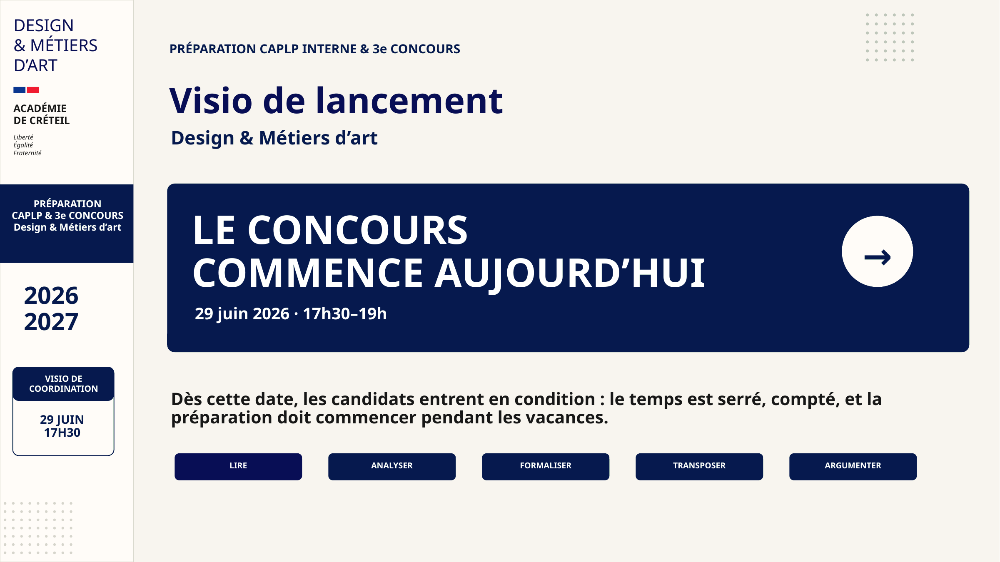 DESIGN
& MÉTIERS
D’ART
ACADÉMIE
DE CRÉTEIL
Liberté
Égalité
Fraternité
PRÉPARATION
CAPLP & 3e CONCOURS
Design & Métiers d’art
2026
2027
VISIO DE
COORDINATION
29 JUIN
17H30
PRÉPARATION CAPLP INTERNE & 3e CONCOURS
Visio de lancement
Design & Métiers d’art
LE CONCOURS
COMMENCE AUJOURD’HUI
→
29 juin 2026 · 17h30–19h
Dès cette date, les candidats entrent en condition : le temps est serré, compté, et la
préparation doit commencer pendant les vacances.
LIRE
ANALYSER
FORMALISER
TRANSPOSER
ARGUMENTER